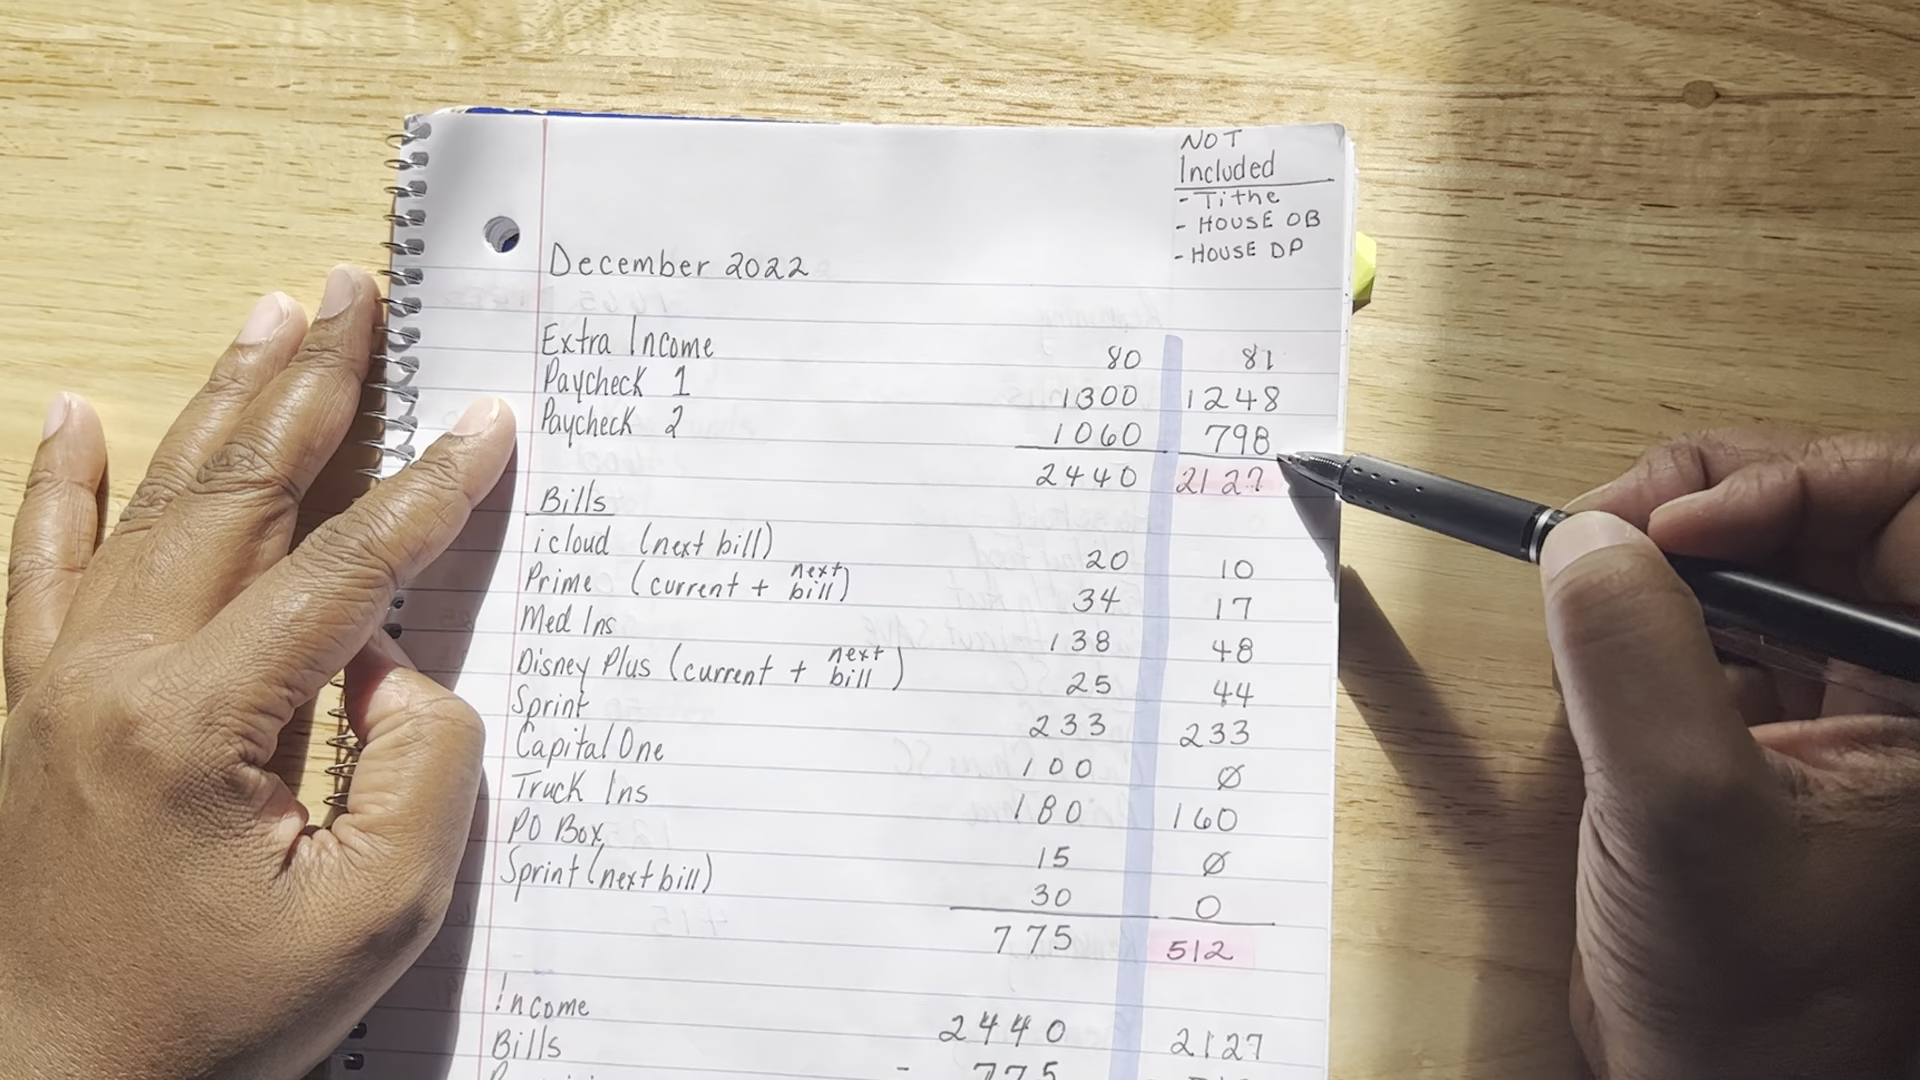 NOT
Included
- Tithe
- HOUSE OB
- HOUSE DP
December 2022
Extra Income 80 81
Paycheck 1 1300 1248
Paycheck 2 1060 798
2440 2127
Bills
icloud (next bill) 20 10
Prime (current + next bill) 34 17
Med Ins 138 48
Disney Plus (current + next bill) 25 44
Sprint 233 233
Capital One 100 Ø
Truck Ins 180 160
PO Box 15 Ø
Sprint (next bill) 30 0
775 512
Income 2440 2127
Bills - 775